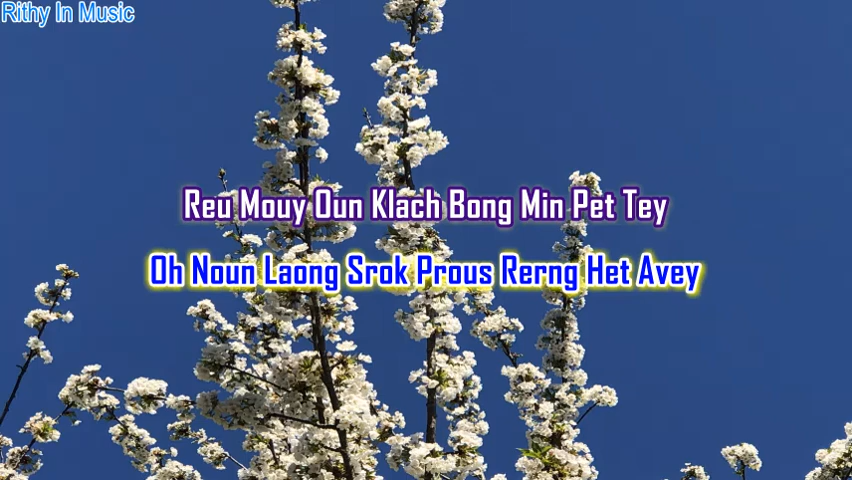 Rithy In Music
Reu Mouy Oun Klach Bong Min Pet Tey
Oh Noun Laong Srok Prous Rerng Het Avey